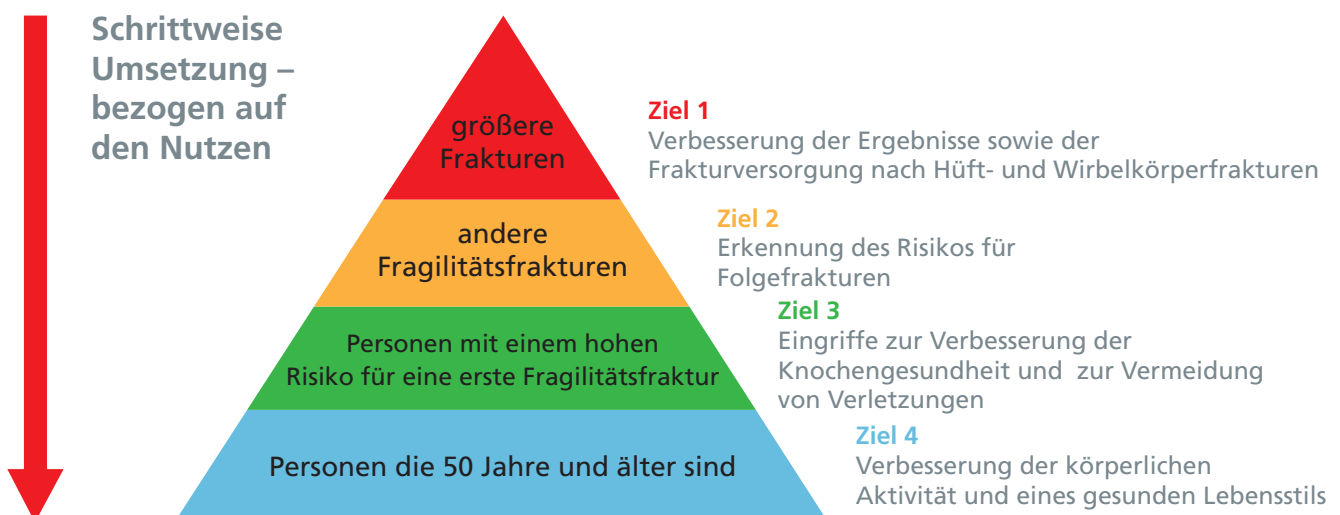 Schrittweise
Umsetzung –
bezogen auf
den Nutzen
größere
Frakturen
Ziel 1
Verbesserung der Ergebnisse sowie der
Frakturversorgung nach Hüft- und Wirbelkörperfrakturen
andere
Fragilitätsfrakturen
Ziel 2
Erkennung des Risikos für
Folgefrakturen
Personen mit einem hohen
Risiko für eine erste Fragilitätsfraktur
Ziel 3
Eingriffe zur Verbesserung der
Knochengesundheit und zur Vermeidung
von Verletzungen
Personen die 50 Jahre und älter sind
Ziel 4
Verbesserung der körperlichen
Aktivität und eines gesunden Lebensstils